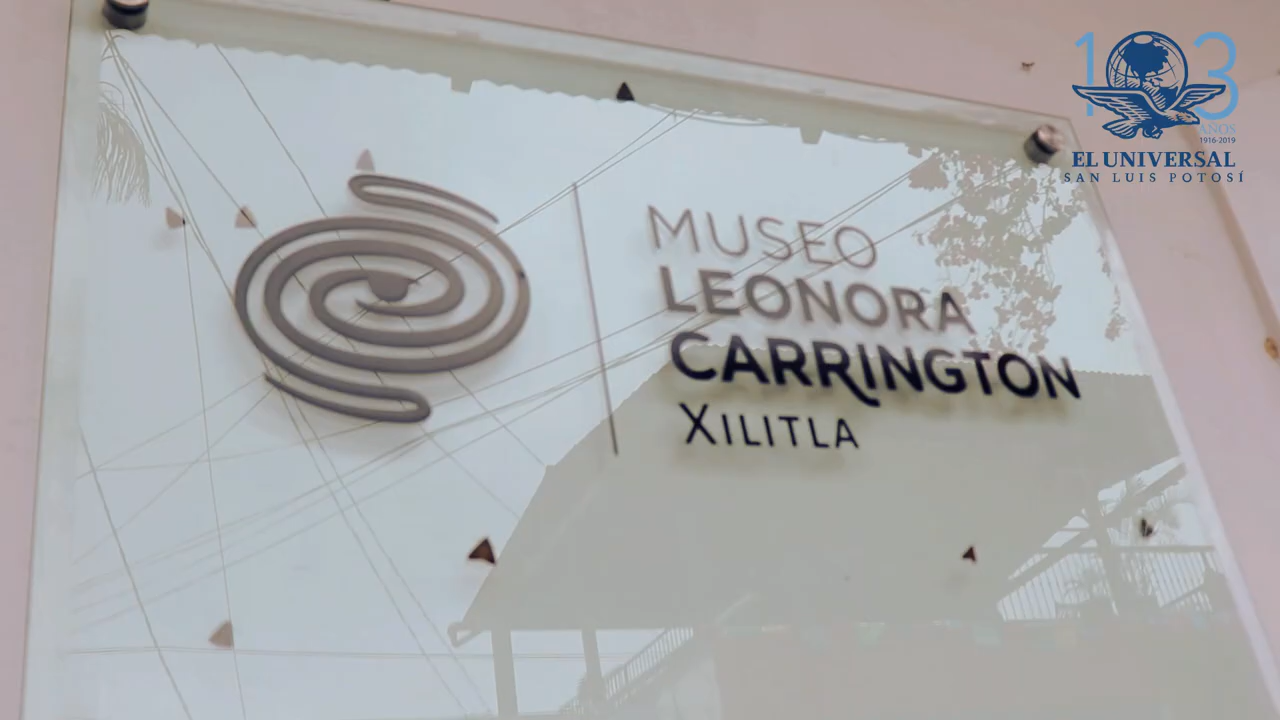 MUSEO
LEONORA
CARRINGTON
XILITLA
103
AÑOS
1916-2019
EL UNIVERSAL
SAN LUIS POTOSÍ